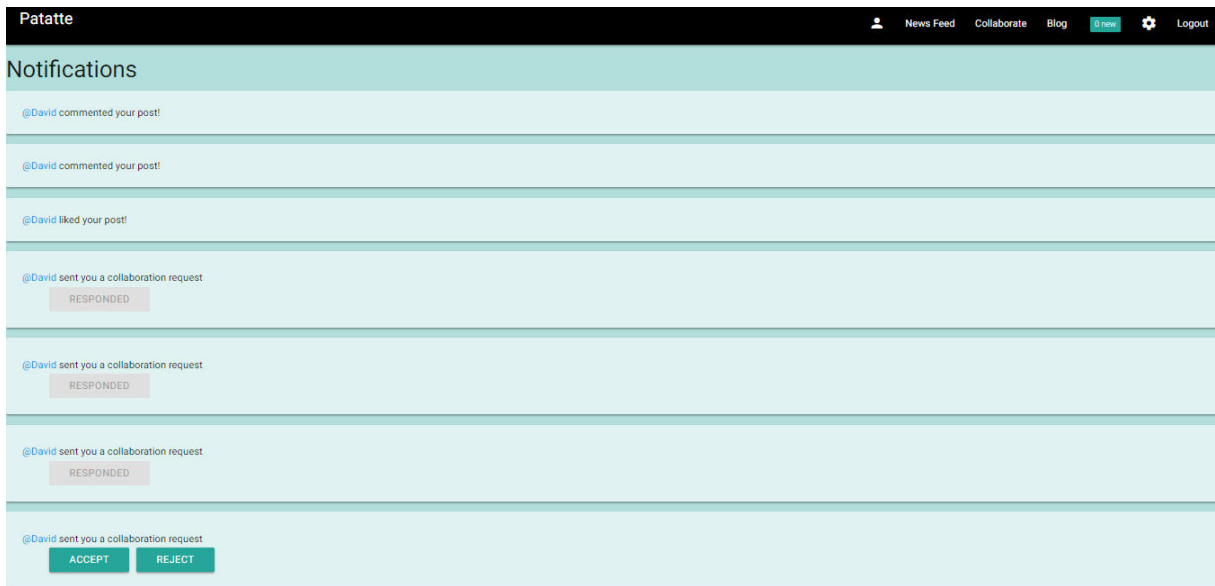 Patatte
News Feed Collaborate Blog 0 new Logout
Notifications
@David commented your post!
@David commented your post!
@David liked your post!
@David sent you a collaboration request
RESPONDED
@David sent you a collaboration request
RESPONDED
@David sent you a collaboration request
RESPONDED
@David sent you a collaboration request
ACCEPT REJECT